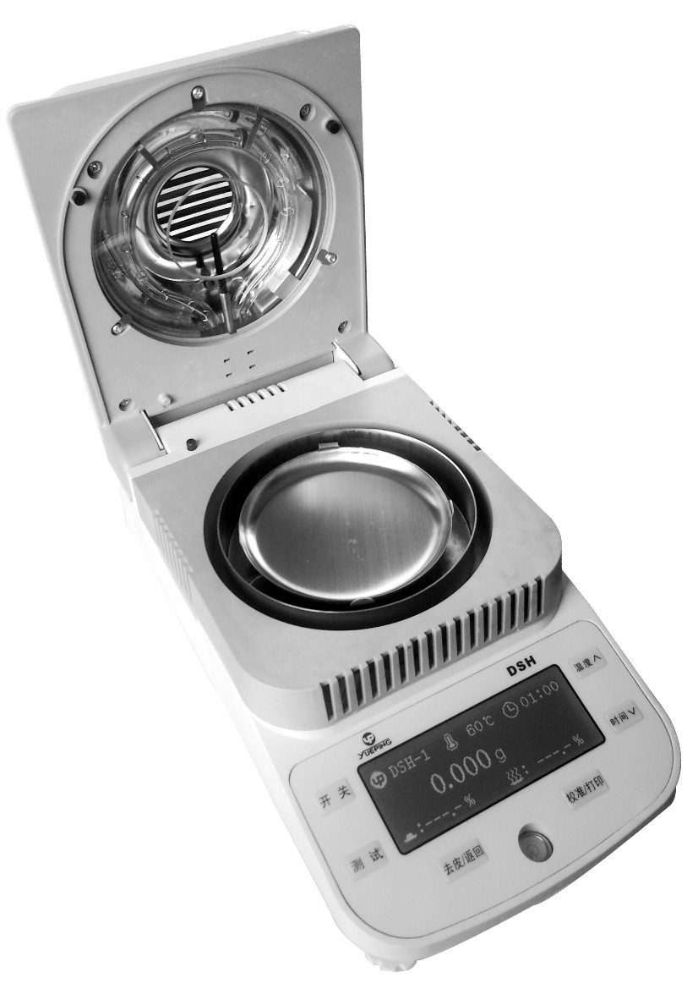 DSH
温度∧
YUEPING
DSH-1 60℃ 01:00
时间∨
0.000g
:---.-%
:---.-%
开 关
校准/打印
测 试
去皮/返回